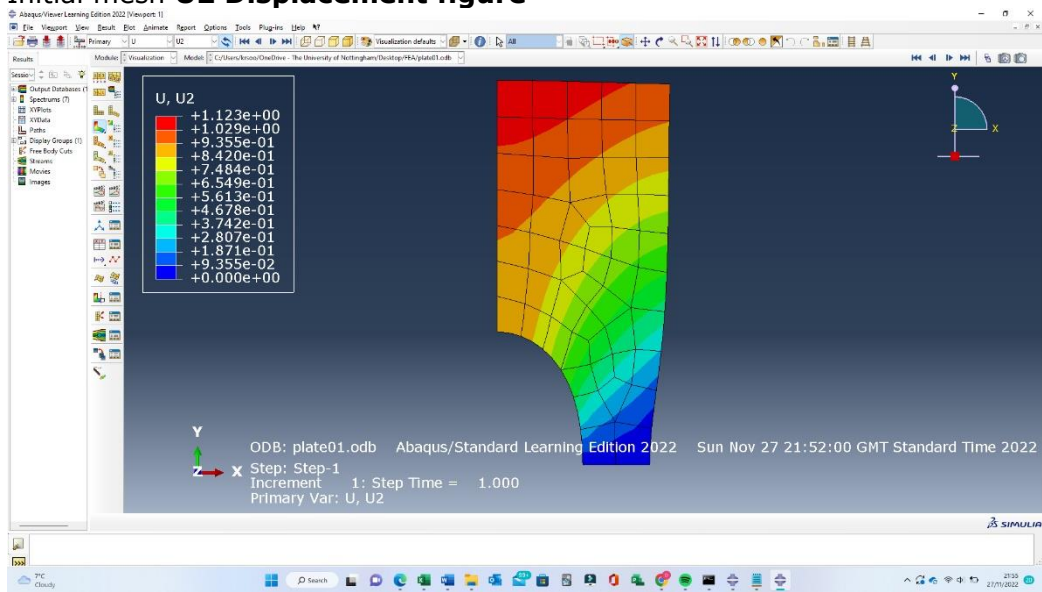 Initial mesh U2 Displacement figure
Abaqus/Viewer Learning Edition 2022 [Viewport: 1]
File Viewport View Result Plot Animate Report Options Tools Plug-ins Help
Primary U U2 Visualization defaults All
Results Module: Visualization Model: C:/Users/knsoo/OneDrive - The University of Nottingham/Desktop/FEA/plate01.odb
Output Databases (1
Spectrums (7)
XYPlots
XYData
Paths
Display Groups (1)
Free Body Cuts
Streams
Movies
Images
U, U2
+1.123e+00
+1.029e+00
+9.355e-01
+8.420e-01
+7.484e-01
+6.549e-01
+5.613e-01
+4.678e-01
+3.742e-01
+2.807e-01
+1.871e-01
+9.355e-02
+0.000e+00
Y
Z X
Y
Z X
ODB: plate01.odb Abaqus/Standard Learning Edition 2022 Sun Nov 27 21:52:00 GMT Standard Time 2022
Step: Step-1
Increment 1: Step Time = 1.000
Primary Var: U, U2
SIMULIA
>>>
7°C
Cloudy
Search
99+
21:55
27/11/2022